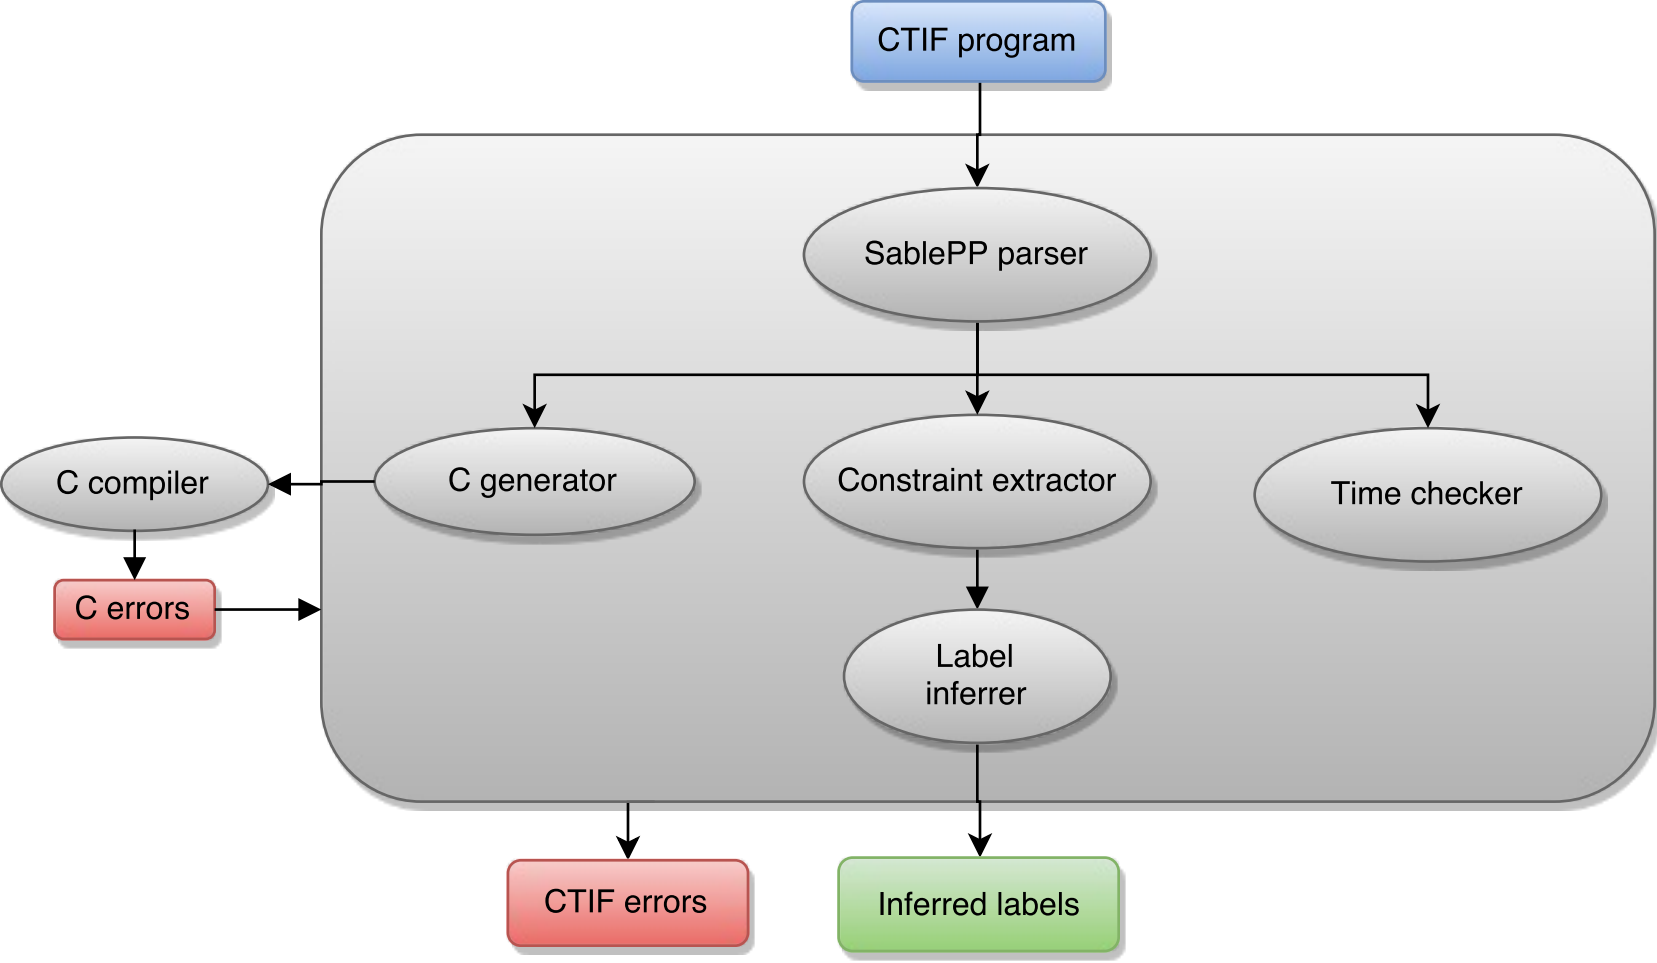 CTIF program
SablePP parser
C compiler
C generator
Constraint extractor
Time checker
C errors
Label
inferrer
CTIF errors
Inferred labels